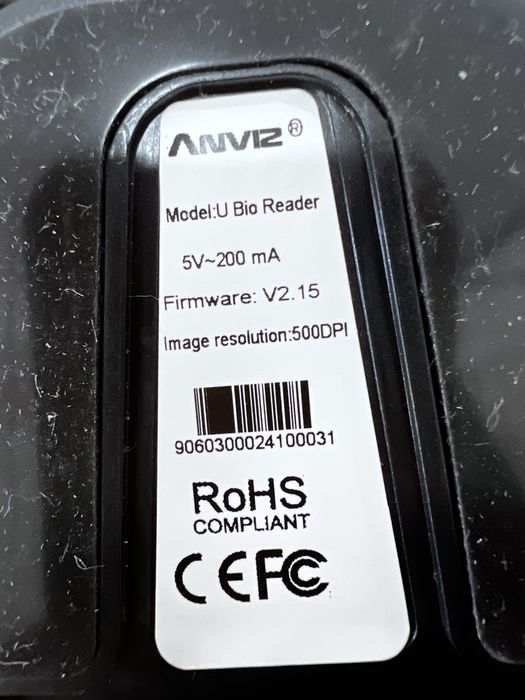 ANVIZ®
Model:U Bio Reader
5V~200 mA
Firmware: V2.15
Image resolution:500DPI
9060300024100031
RoHS
COMPLIANT
CE FC